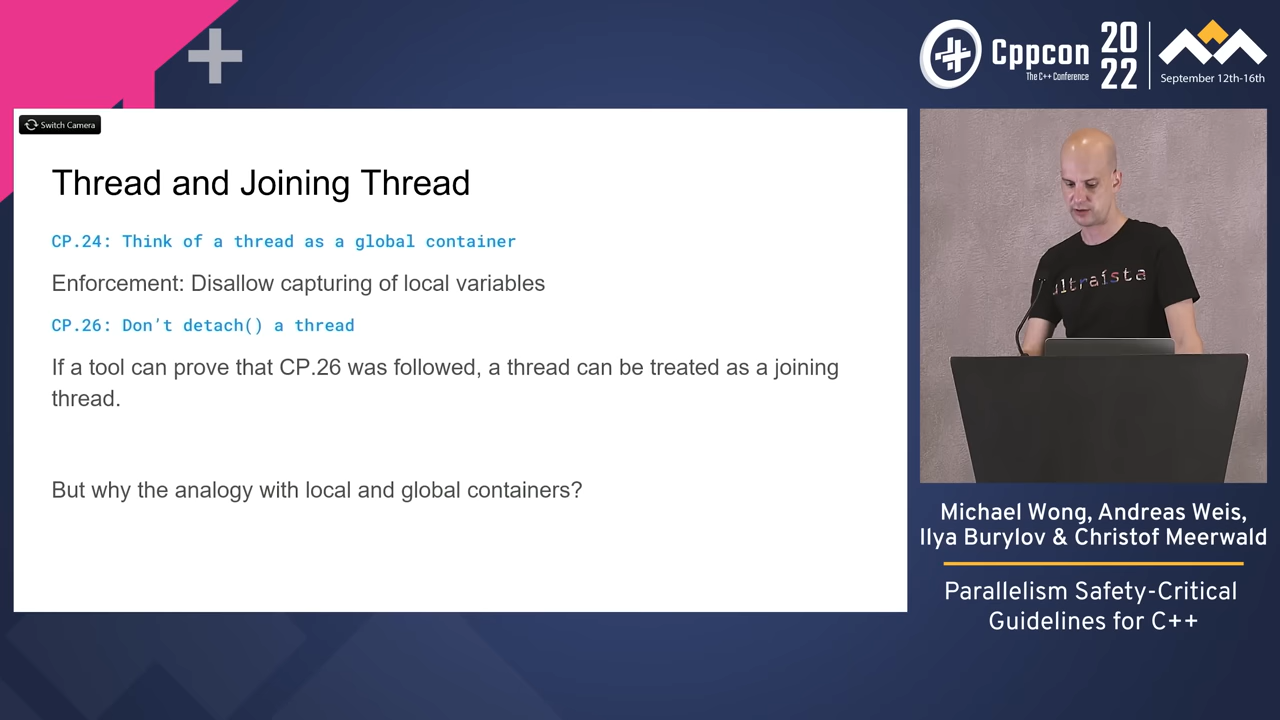 Cppcon
The C++ Conference
20
22
September 12th-16th
Switch Camera
Thread and Joining Thread
CP.24: Think of a thread as a global container
Enforcement: Disallow capturing of local variables
CP.26: Don't detach() a thread
If a tool can prove that CP.26 was followed, a thread can be treated as a joining
thread.
But why the analogy with local and global containers?
ultraísta
Michael Wong, Andreas Weis,
Ilya Burylov & Christof Meerwald
Parallelism Safety-Critical
Guidelines for C++